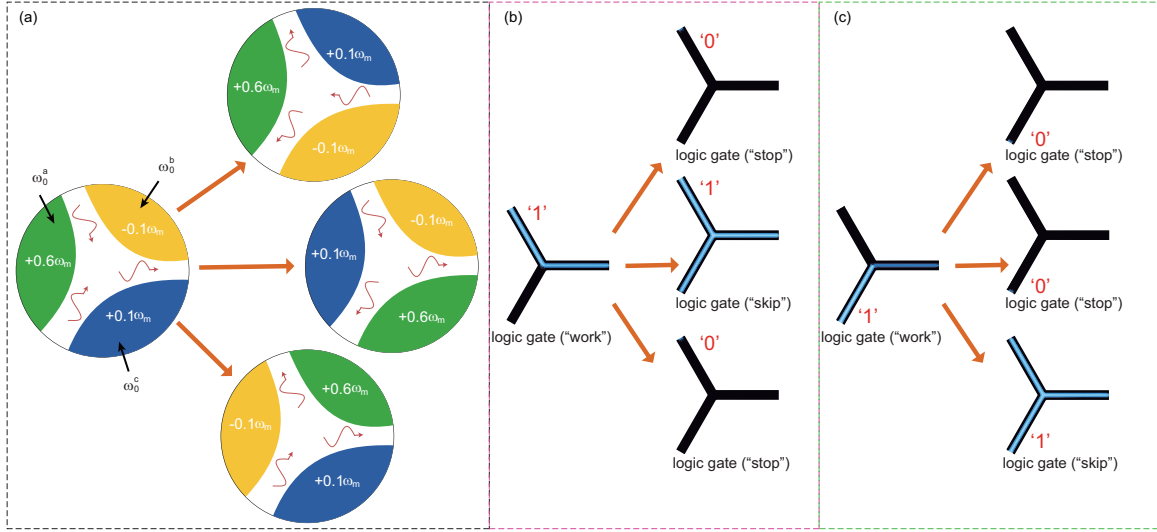 (a)
+0.1ωm
+0.6ωm
-0.1ωm
ω0a
ω0b
-0.1ωm
+0.6ωm
+0.1ωm
ω0c
-0.1ωm
+0.1ωm
+0.6ωm
+0.6ωm
-0.1ωm
+0.1ωm
(b)
‘0’
logic gate (“stop”)
‘1’
‘1’
logic gate (“skip”)
logic gate (“work”)
‘0’
logic gate (“stop”)
(c)
‘0’
logic gate (“stop”)
‘0’
logic gate (“stop”)
‘1’
logic gate (“work”)
‘1’
logic gate (“skip”)